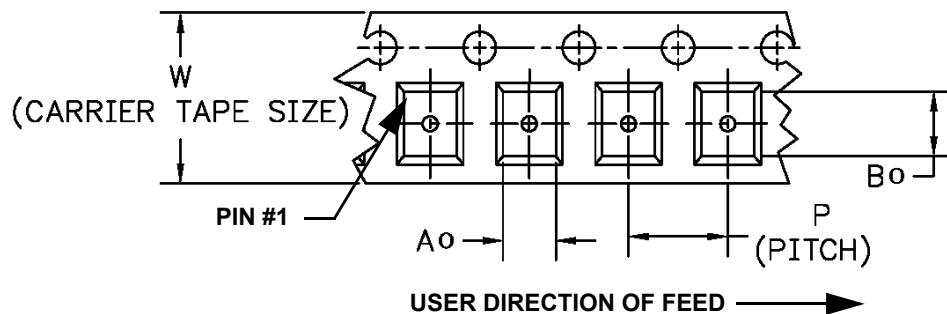 W
(CARRIER TAPE SIZE)
PIN #1
Ao
Bo
P
(PITCH)
USER DIRECTION OF FEED